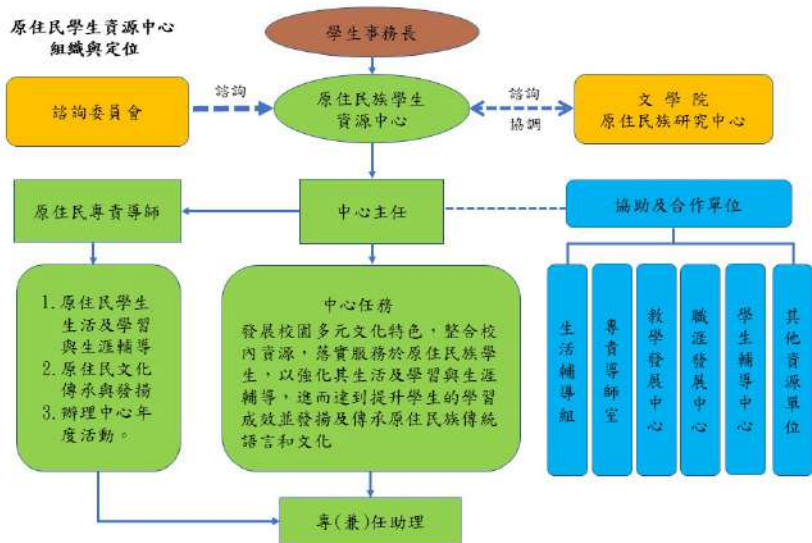 原住民學生資源中心
組織與定位
學生事務長
諮詢委員會
諮詢
原住民族學生
資源中心
諮詢
協調
文學院
原住民族研究中心
原住民專責導師
中心主任
協助及合作單位
1. 原住民學生
生活及學習
與生涯輔導
2. 原住民文化
傳承與發揚
3. 辦理中心年
度活動。
中心任務
發展校園多元文化特色，整合校
內資源，落實服務於原住民族學
生，以強化其生活及學習與生涯
輔導，進而達到提升學生的學習
成效並發揚及傳承原住民族傳統
語言和文化
生活輔導組
專責導師室
教學發展中心
職涯發展中心
學生輔導中心
其他資源單位
專(兼)任助理